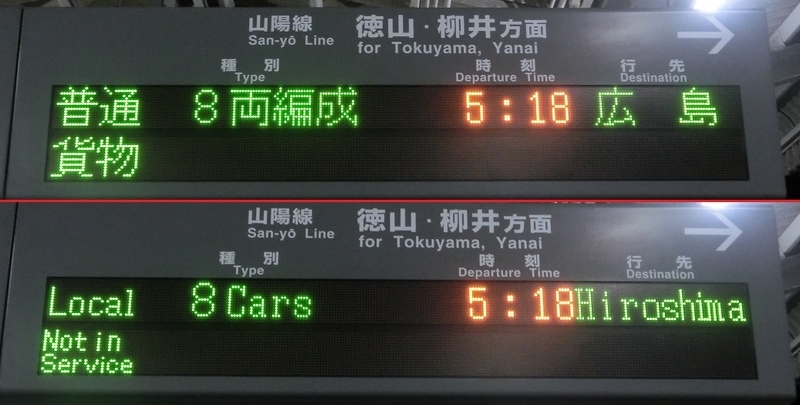 山陽線 徳山・柳井方面
San-yō Line for Tokuyama, Yanai
種別 時刻 行先
Type Departure Time Destination
普通 8両編成 5:18 広島
貨物
山陽線 徳山・柳井方面
San-yō Line for Tokuyama, Yanai
種別 時刻 行先
Type Departure Time Destination
Local 8Cars 5:18 Hiroshima
Not in
Service